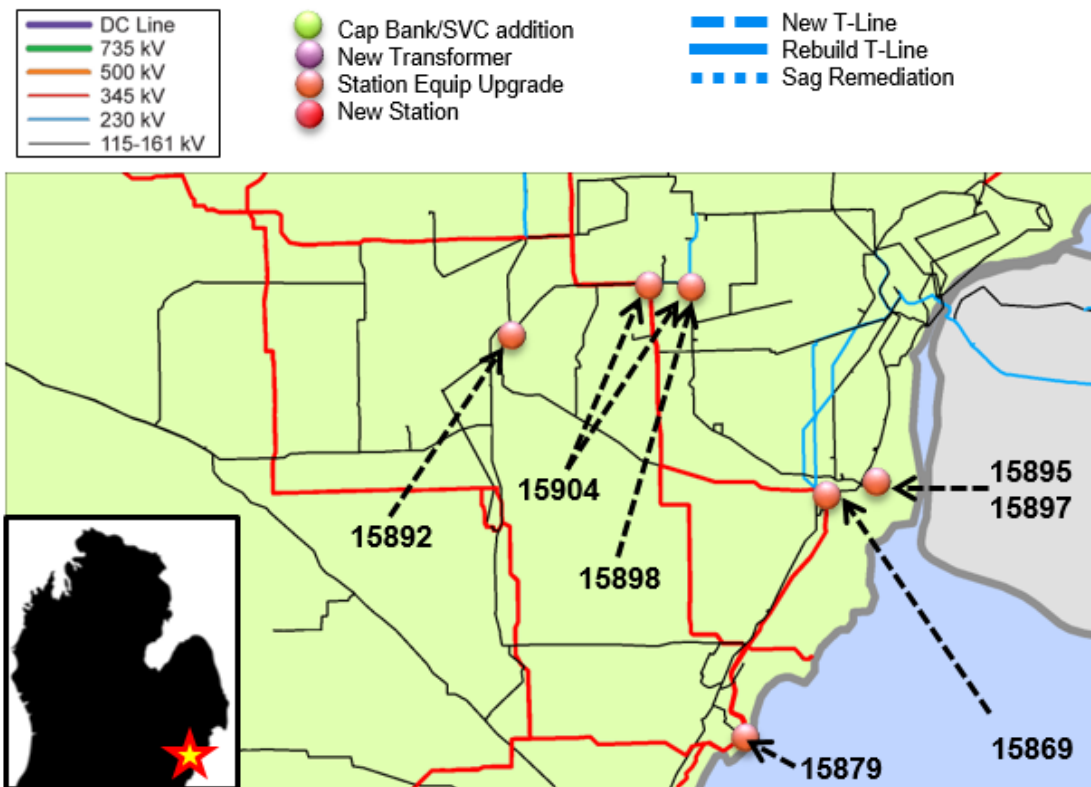 DC Line
735 kV
500 kV
345 kV
230 kV
115-161 kV
Cap Bank/SVC addition
New Transformer
Station Equip Upgrade
New Station
New T-Line
Rebuild T-Line
Sag Remediation
15904
15892
15898
15895
15897
15869
15879